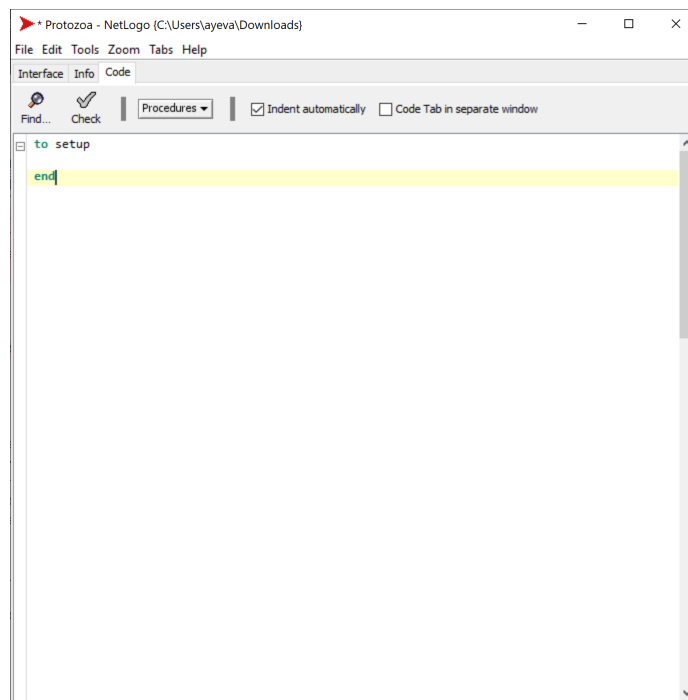 * Protozoa - NetLogo {C:\Users\ayeva\Downloads}
File Edit Tools Zoom Tabs Help
Interface Info Code
Find... Check Procedures Indent automatically Code Tab in separate window
to setup
end